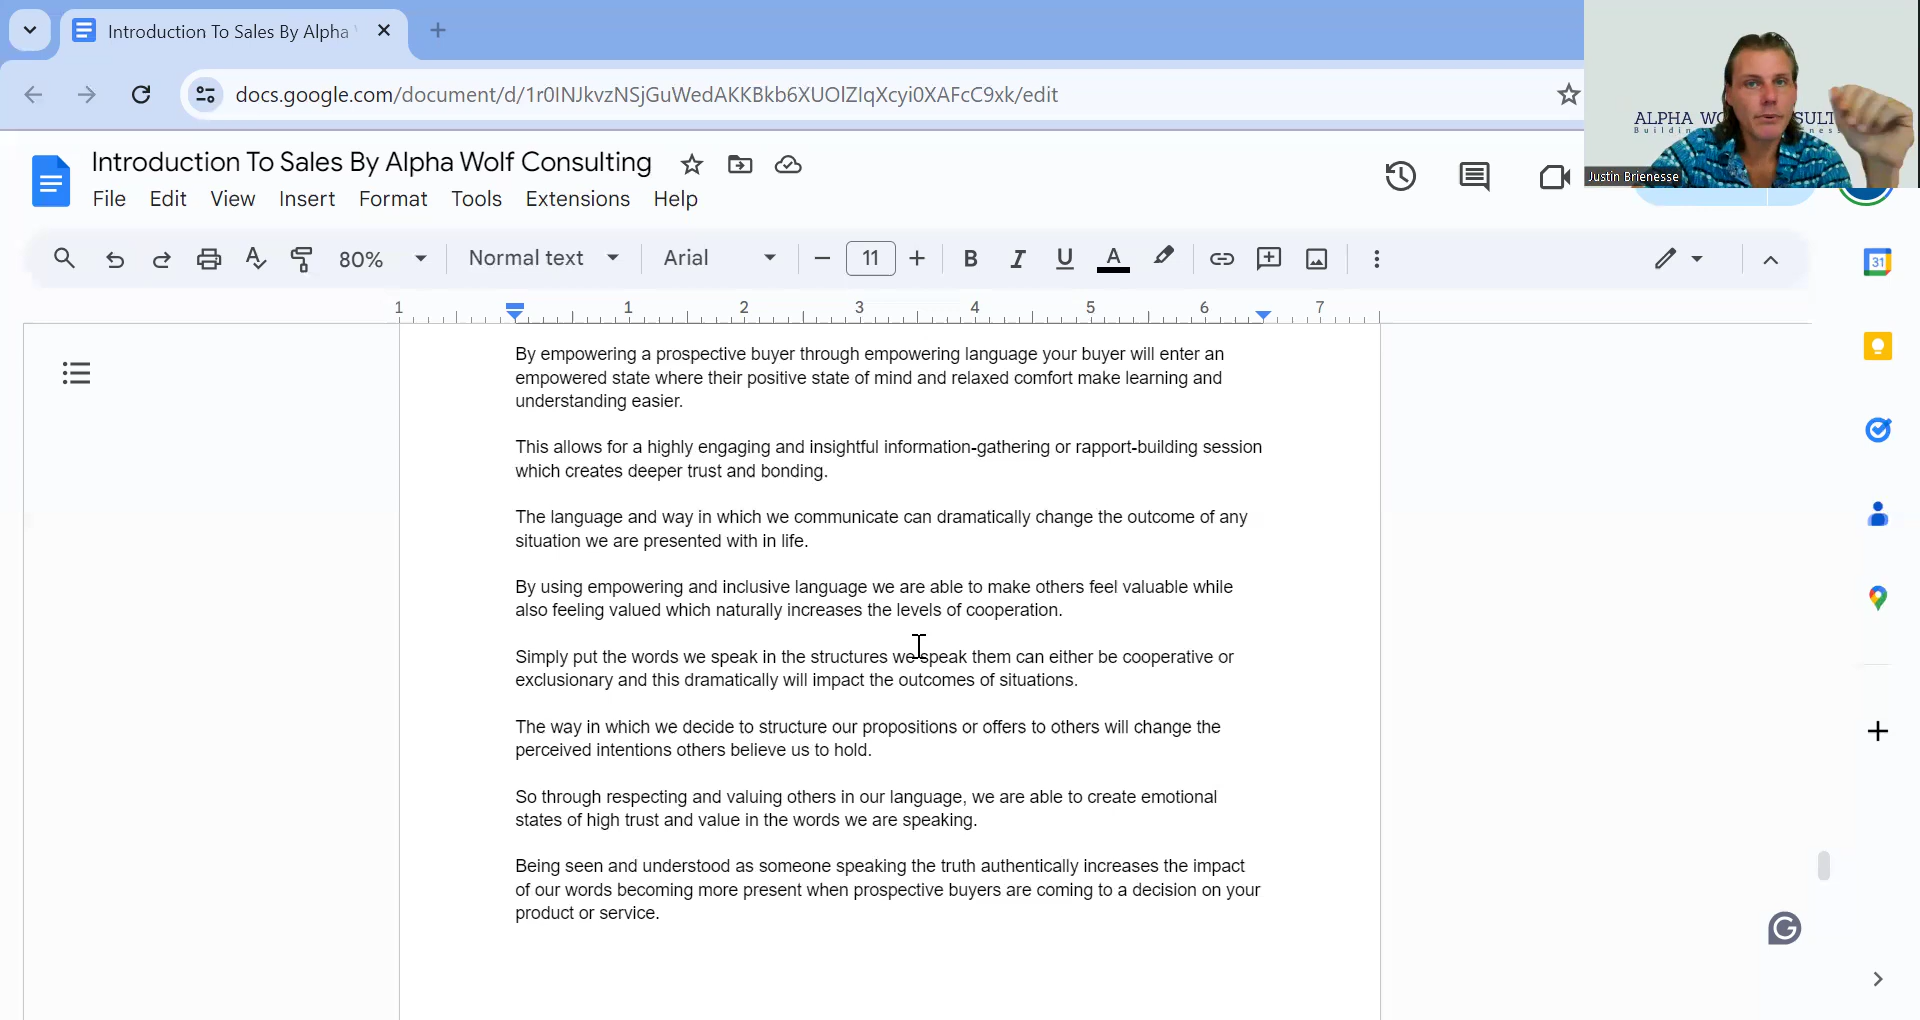 Introduction To Sales By Alpha
docs.google.com/document/d/1r0INJkvzNSjGuWedAKKBkb6XUOlZIqXcyi0XAFcC9xk/edit
ALPHA WO SULT
Justin Brienesse
Introduction To Sales By Alpha Wolf Consulting
File Edit View Insert Format Tools Extensions Help
80% Normal text Arial 11 B I U A
31
1 1 2 3 4 5 6 7
By empowering a prospective buyer through empowering language your buyer will enter an
empowered state where their positive state of mind and relaxed comfort make learning and
understanding easier.
This allows for a highly engaging and insightful information-gathering or rapport-building session
which creates deeper trust and bonding.
The language and way in which we communicate can dramatically change the outcome of any
situation we are presented with in life.
By using empowering and inclusive language we are able to make others feel valuable while
also feeling valued which naturally increases the levels of cooperation.
Simply put the words we speak in the structures we speak them can either be cooperative or
exclusionary and this dramatically will impact the outcomes of situations.
The way in which we decide to structure our propositions or offers to others will change the
perceived intentions others believe us to hold.
So through respecting and valuing others in our language, we are able to create emotional
states of high trust and value in the words we are speaking.
Being seen and understood as someone speaking the truth authentically increases the impact
of our words becoming more present when prospective buyers are coming to a decision on your
product or service.